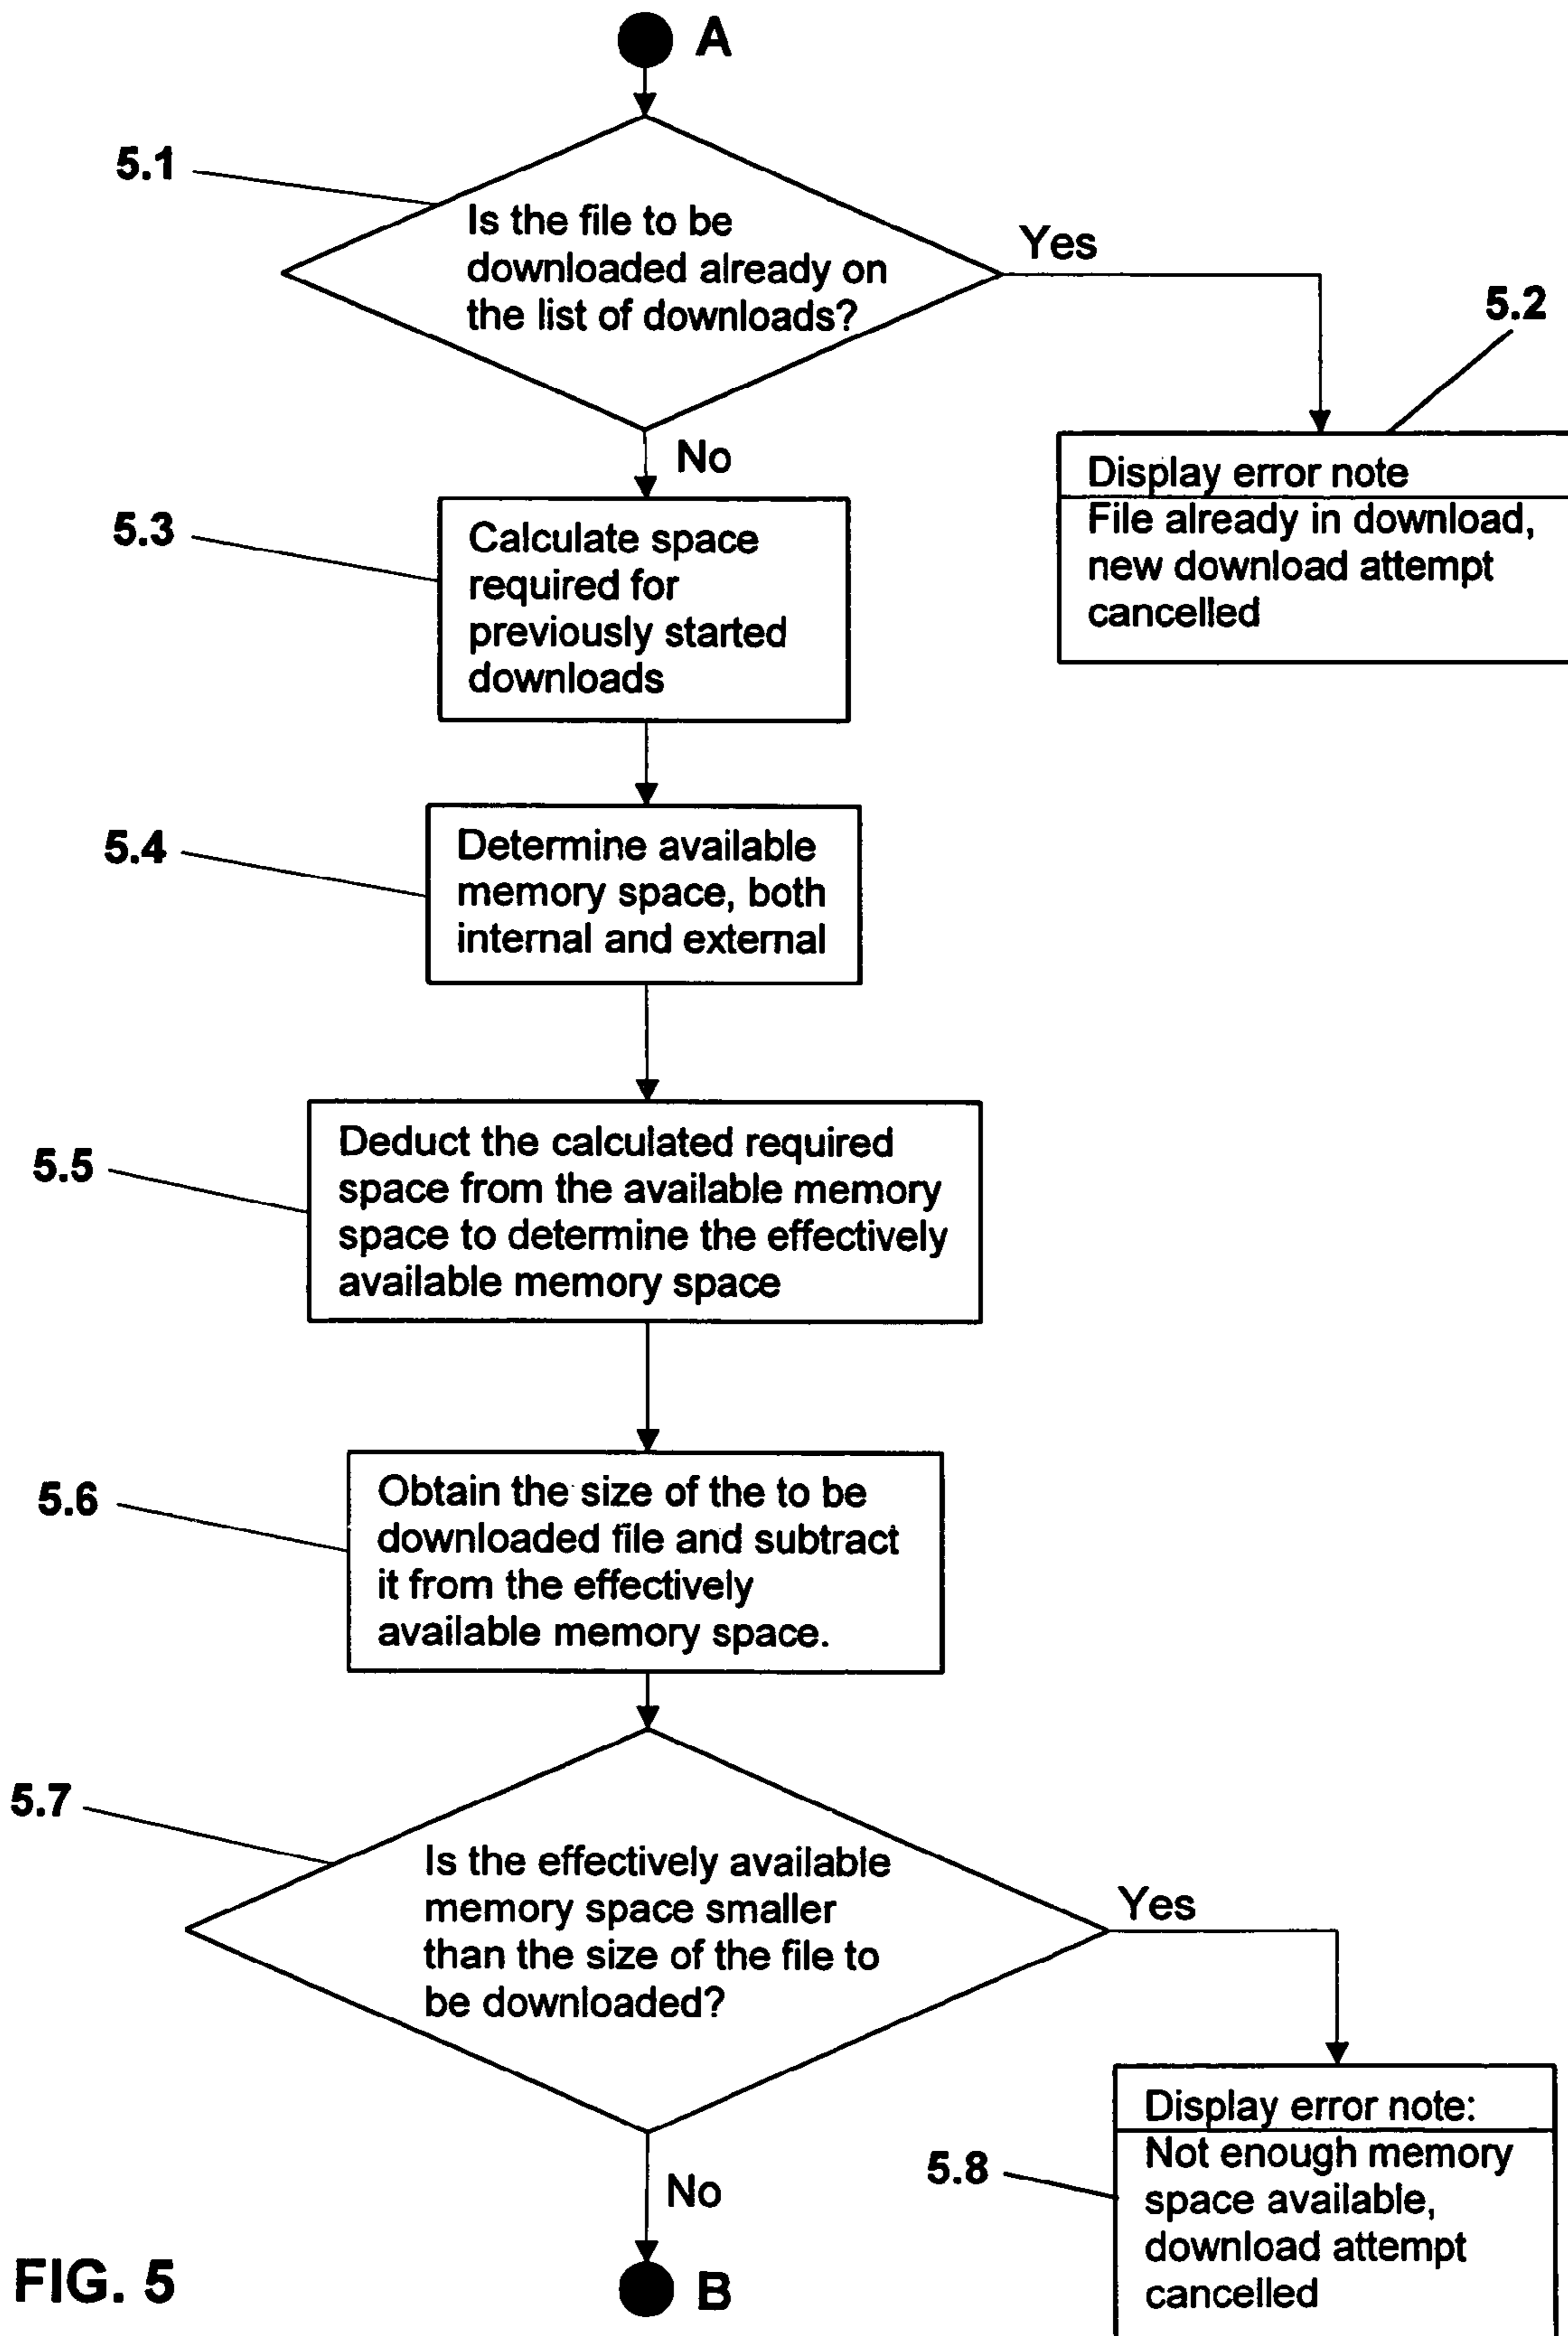 A
5.1
Is the file to be
downloaded already on
the list of downloads?
Yes
5.2
Display error note
File already in download,
new download attempt
cancelled
No
5.3
Calculate space
required for
previously started
downloads
5.4
Determine available
memory space, both
internal and external
5.5
Deduct the calculated required
space from the available memory
space to determine the effectively
available memory space
5.6
Obtain the size of the to be
downloaded file and subtract
it from the effectively
available memory space.
5.7
Is the effectively available
memory space smaller
than the size of the file to
be downloaded?
Yes
5.8
Display error note:
Not enough memory
space available,
download attempt
cancelled
No
B
FIG. 5